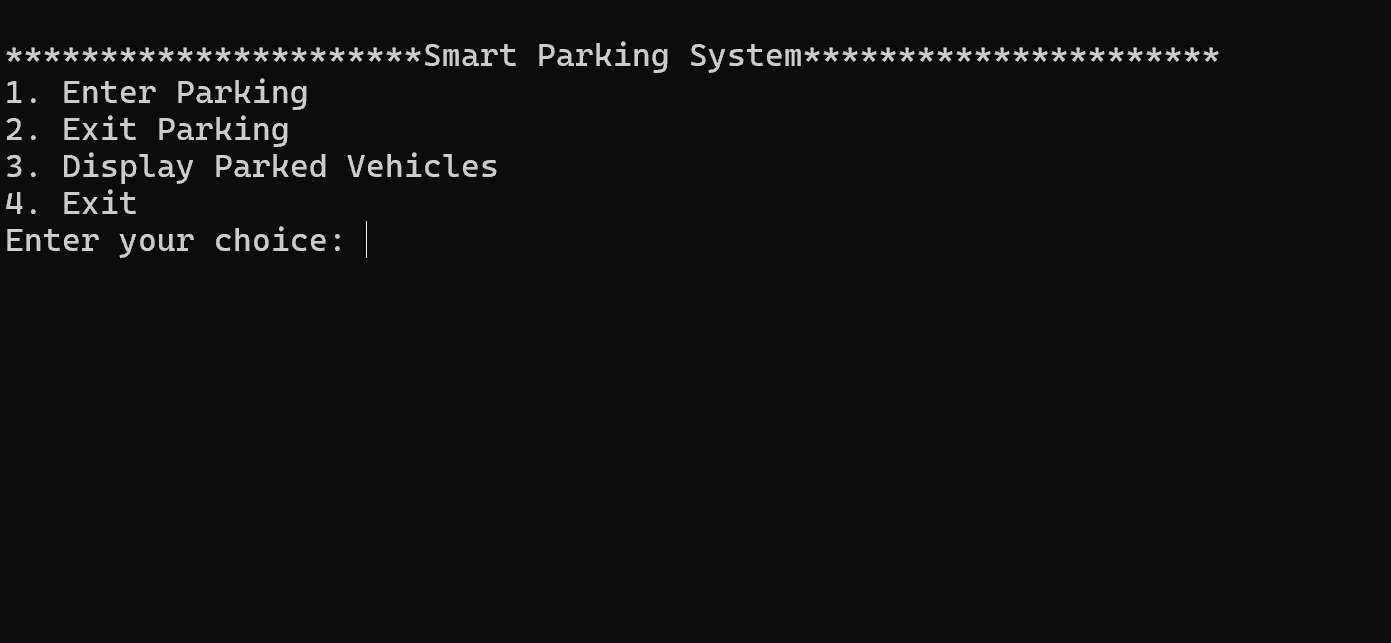 **********************Smart Parking System**********************
1. Enter Parking
2. Exit Parking
3. Display Parked Vehicles
4. Exit
Enter your choice: